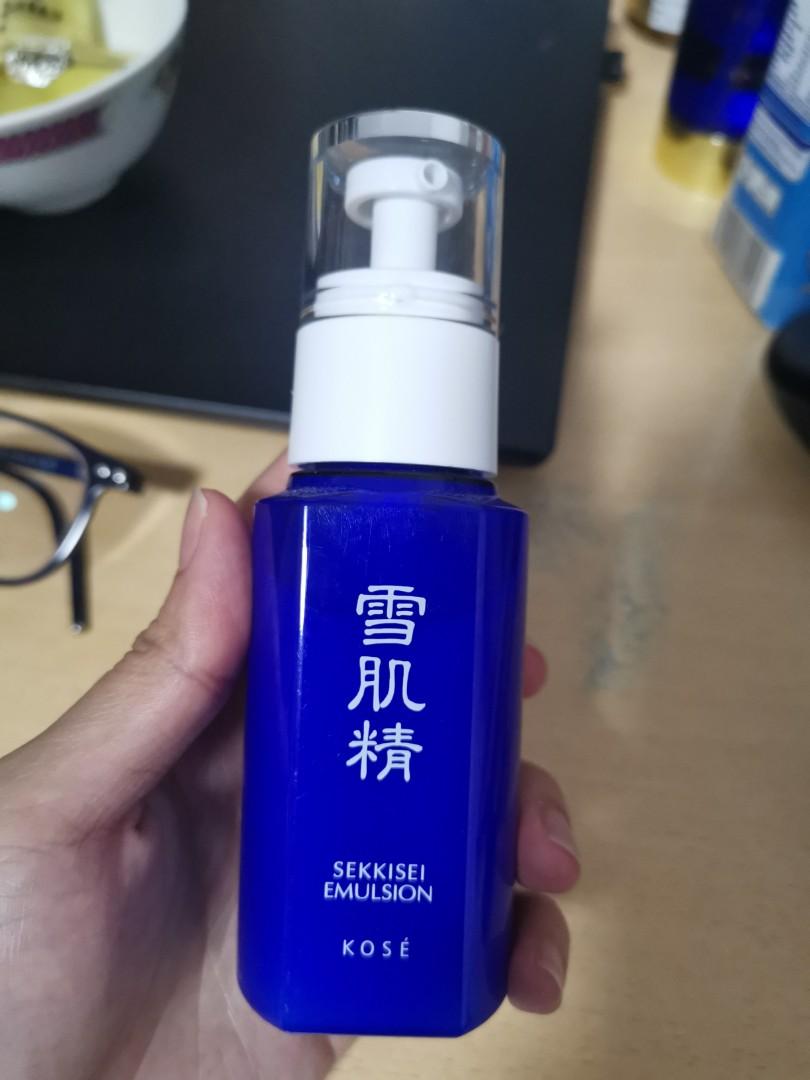 雪
肌
精
SEKKISEI
EMULSION
KOSÉ